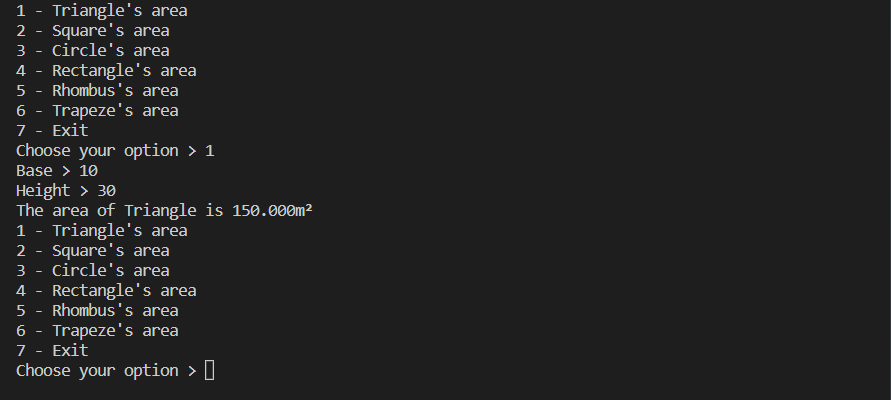 1 - Triangle's area
2 - Square's area
3 - Circle's area
4 - Rectangle's area
5 - Rhombus's area
6 - Trapeze's area
7 - Exit
Choose your option > 1
Base > 10
Height > 30
The area of Triangle is 150.000m²
1 - Triangle's area
2 - Square's area
3 - Circle's area
4 - Rectangle's area
5 - Rhombus's area
6 - Trapeze's area
7 - Exit
Choose your option >